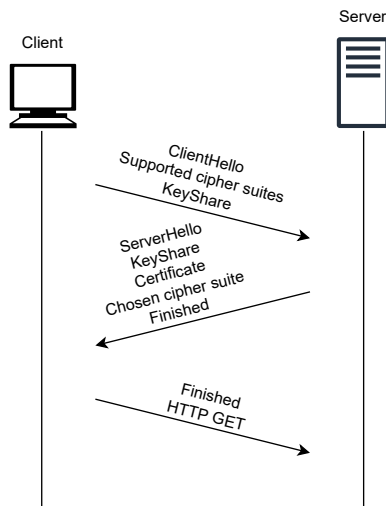 Client
Server
ClientHello
Supported cipher suites
KeyShare
ServerHello
KeyShare
Certificate
Chosen cipher suite
Finished
Finished
HTTP GET